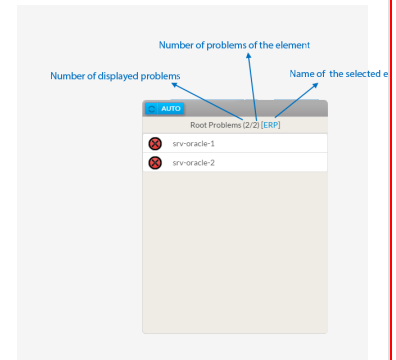 Number of problems of the element
Number of displayed problems
Name of the selected e
AUTO
Root Problems (2/2) [ERP]
srv-oracle-1
srv-oracle-2